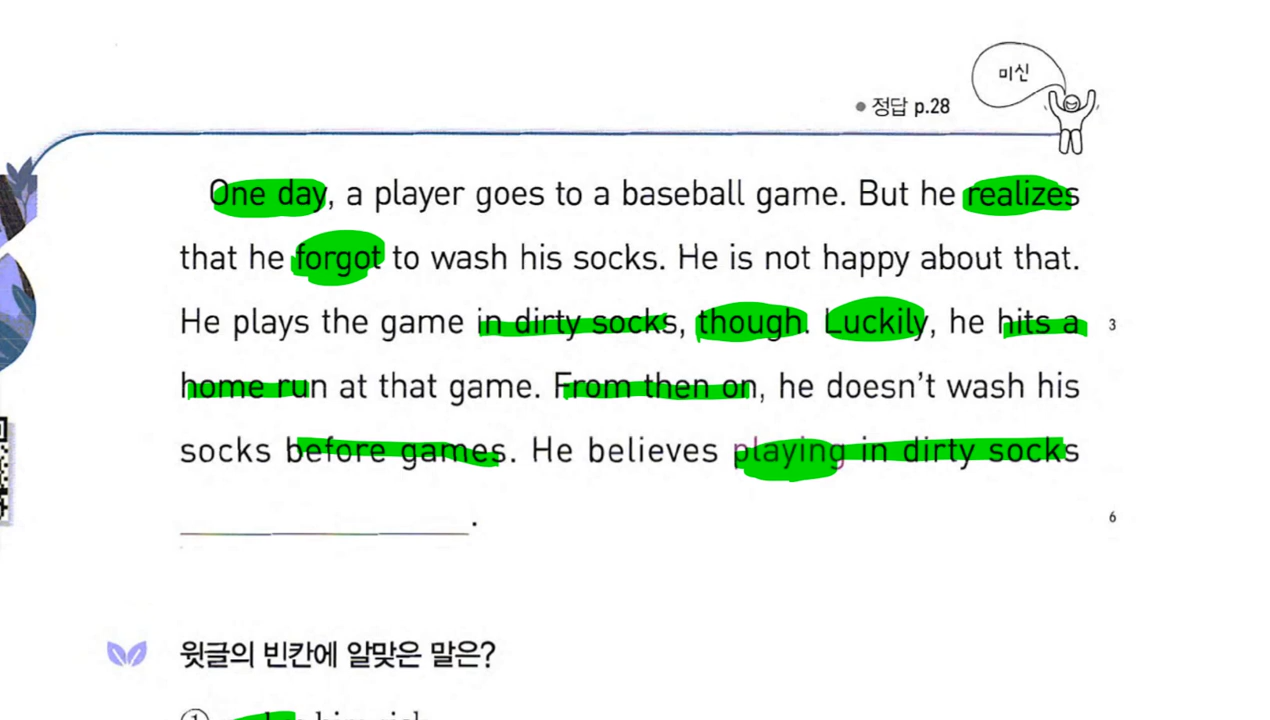 미신
정답 p.28
One day, a player goes to a baseball game. But he realizes
that he forgot to wash his socks. He is not happy about that.
He plays the game in dirty socks, though. Luckily, he hits a
3
home run at that game. From then on, he doesn't wash his
socks before games. He believes playing in dirty socks
.
6
윗글의 빈칸에 알맞은 말은?
① him rich